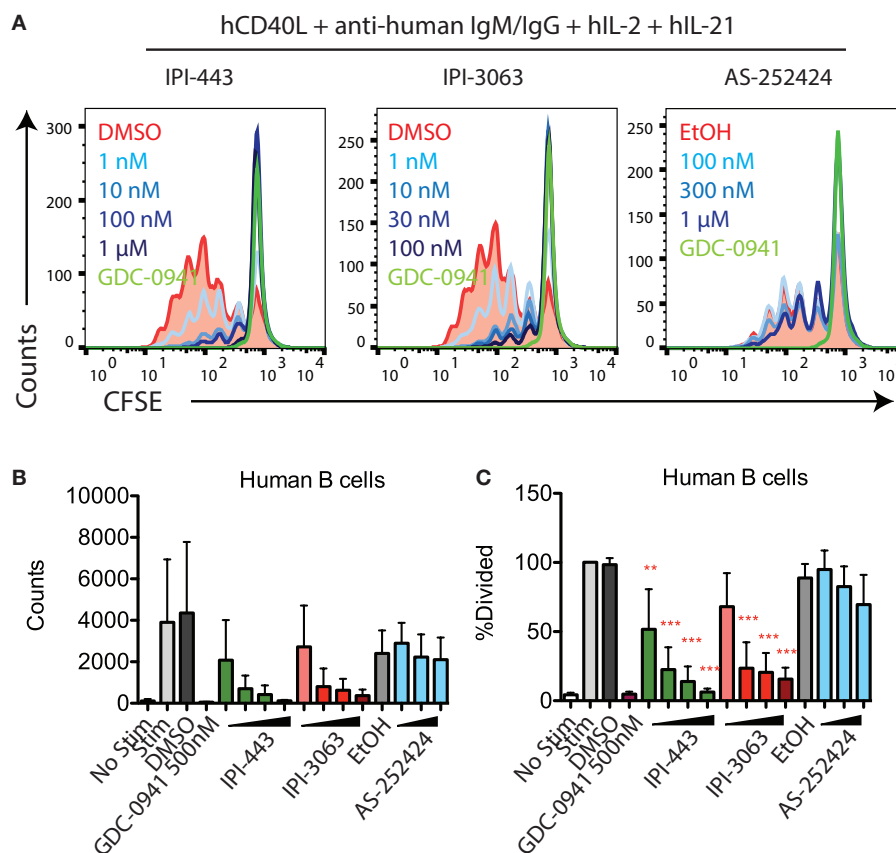 A
hCD40L + anti-human IgM/IgG + hIL-2 + hIL-21
IPI-443
IPI-3063
AS-252424
Counts
300
200
100
0
DMSO
1 nM
10 nM
100 nM
1 µM
GDC-0941
10^0 10^1 10^2 10^3 10^4
250
200
150
100
50
0
DMSO
1 nM
10 nM
30 nM
100 nM
GDC-0941
10^0 10^1 10^2 10^3 10^4
250
200
150
100
50
0
EtOH
100 nM
300 nM
1 µM
GDC-0941
10^0 10^1 10^2 10^3 10^4
CFSE
B
Human B cells
Counts
10000
8000
6000
4000
2000
0
No Stim
Stim
DMSO
GDC-0941 500nM
IPI-443
IPI-3063
EtOH
AS-252424
C
Human B cells
%Divided
150
100
50
0
**
***
***
***
***
***
***
No Stim
Stim
DMSO
GDC-0941 500nM
IPI-443
IPI-3063
EtOH
AS-252424